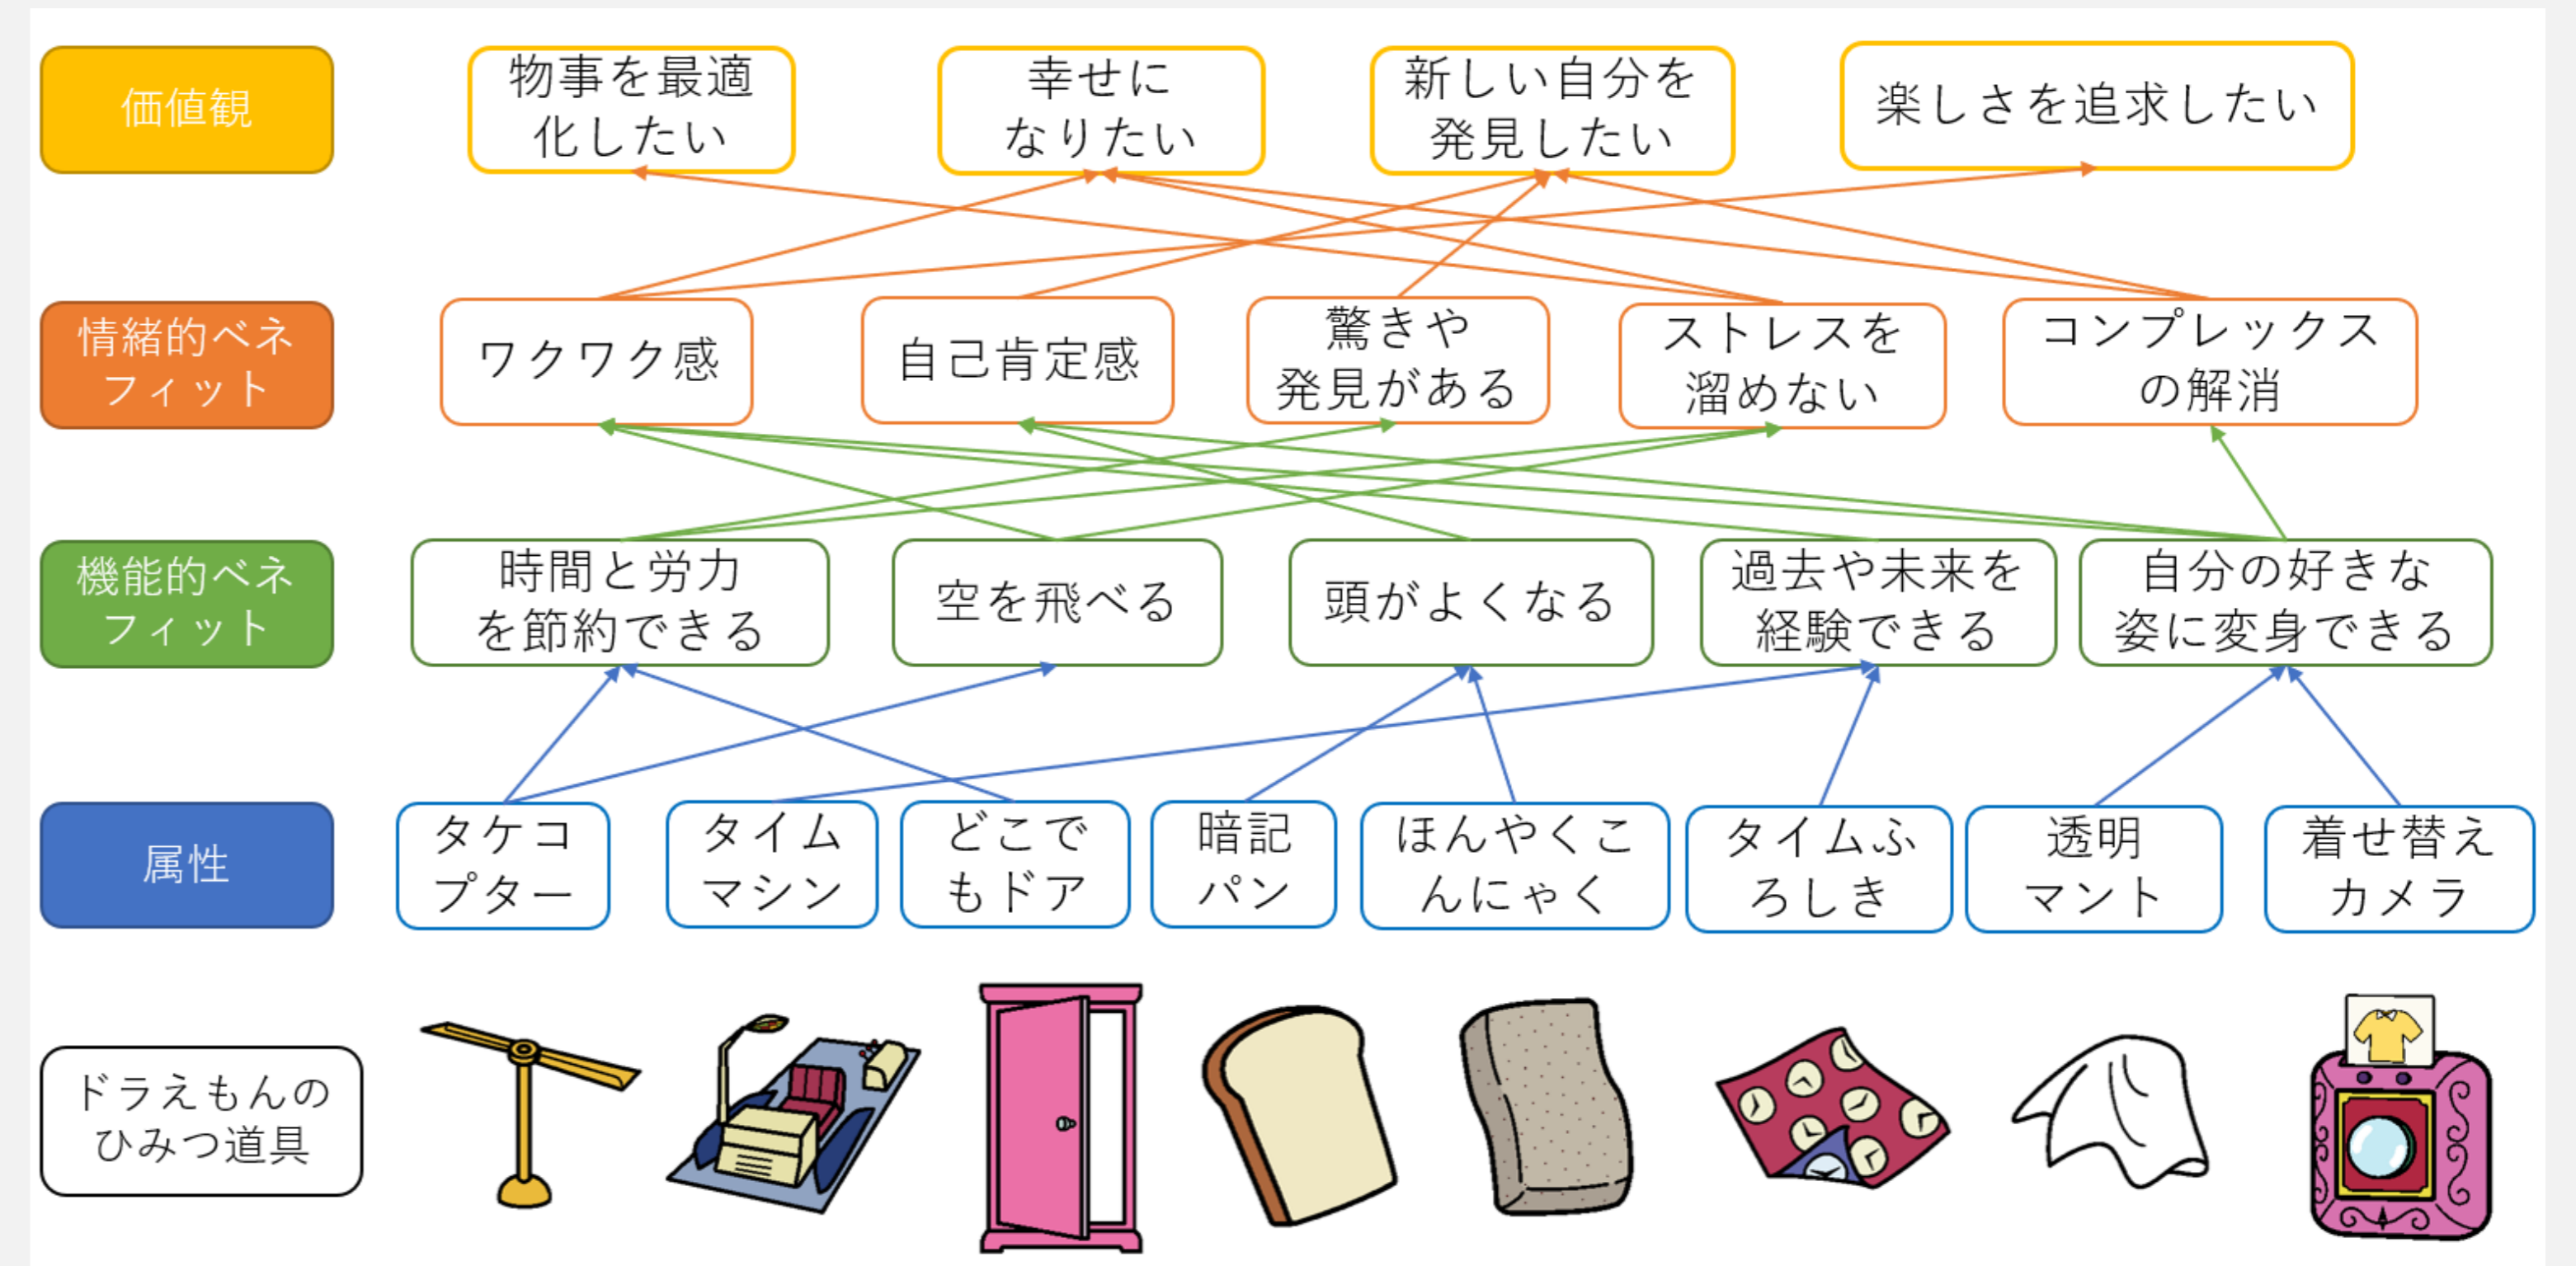 価値観
物事を最適
化したい
幸せに
なりたい
新しい自分を
発見したい
楽しさを追求したい
情緒的ベネ
フィット
ワクワク感
自己肯定感
驚きや
発見がある
ストレスを
溜めない
コンプレックス
の解消
機能的ベネ
フィット
時間と労力
を節約できる
空を飛べる
頭がよくなる
過去や未来を
経験できる
自分の好きな
姿に変身できる
属性
タケコ
プター
タイム
マシン
どこで
もドア
暗記
パン
ほんやくこ
んにゃく
タイムふ
ろしき
透明
マント
着せ替え
カメラ
ドラえもんの
ひみつ道具